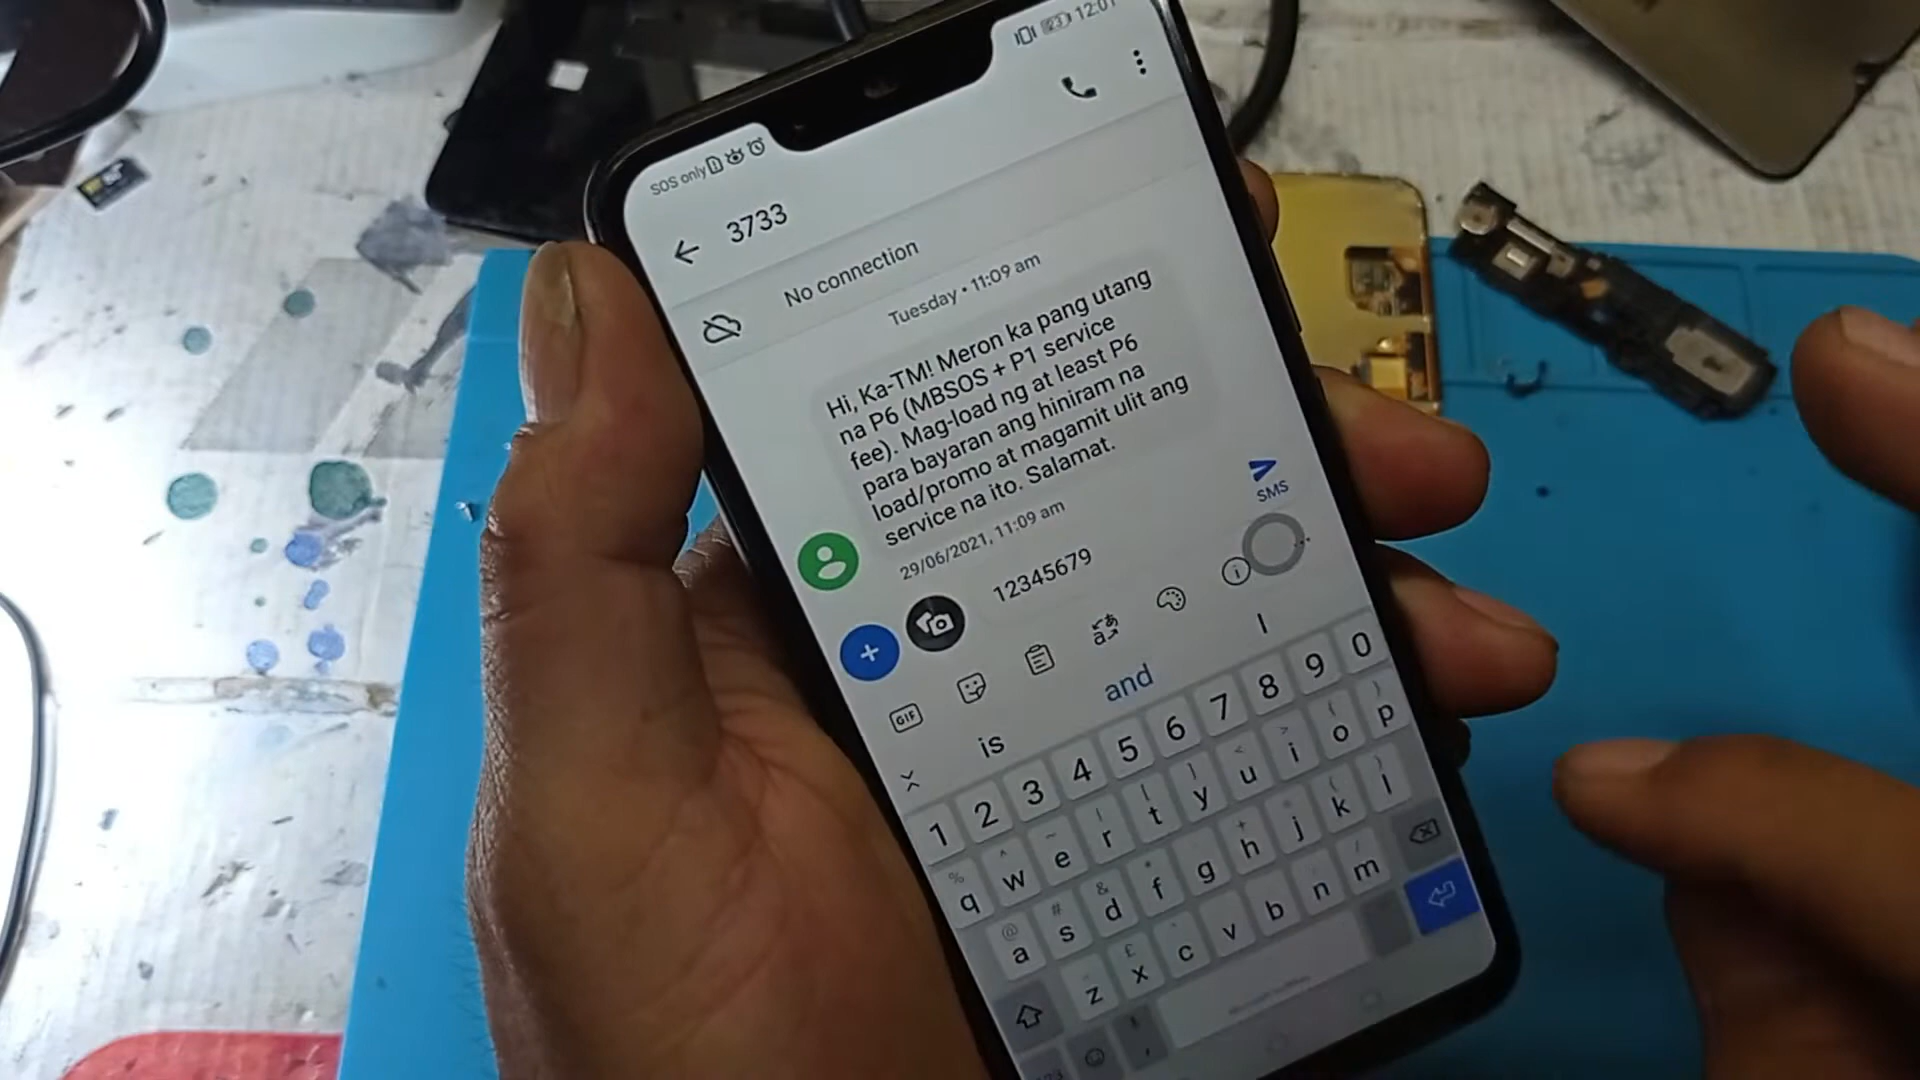 SOS only
23
12:01
3733
No connection
Tuesday • 11:09 am
Hi, Ka-TM! Meron ka pang utang
na P6 (MBSOS + P1 service
fee). Mag-load ng at least P6
para bayaran ang hiniram na
load/promo at magamit ulit ang
service na ito. Salamat.
29/06/2021, 11:09 am
SMS
12345679
GIF
is
and
I
1 2 3 4 5 6 7 8 9 0
q w e r t y u i o p
a s d f g h j k l
z x c v b n m